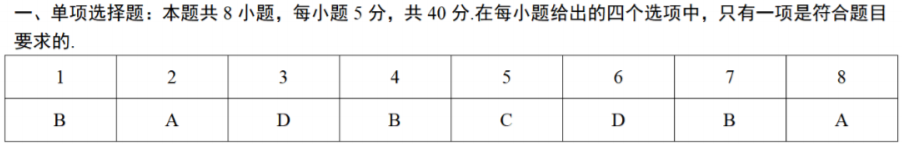 一、单项选择题：本题共 8 小题，每小题 5 分，共 40 分.在每小题给出的四个选项中，只有一项是符合题目
要求的.
1 2 3 4 5 6 7 8
B A D B C D B A